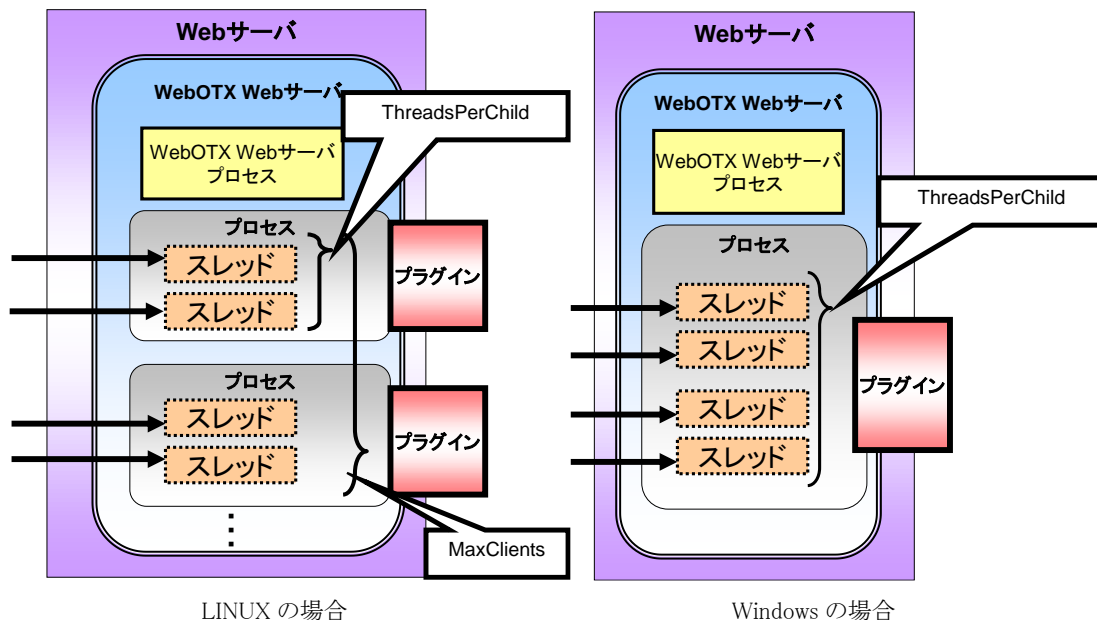 Webサーバ
WebOTX Webサーバ
ThreadsPerChild
WebOTX Webサーバ
プロセス
プロセス
スレッド
スレッド
プラグイン
プロセス
スレッド
スレッド
プラグイン
MaxClients
LINUX の場合
Webサーバ
WebOTX Webサーバ
WebOTX Webサーバ
プロセス
ThreadsPerChild
プロセス
スレッド
スレッド
スレッド
スレッド
プラグイン
Windows の場合